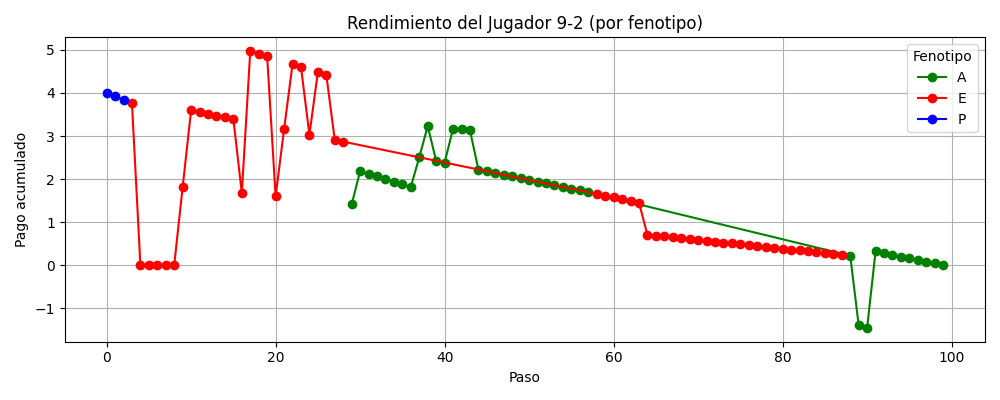 Rendimiento del Jugador 9-2 (por fenotipo)
Pago acumulado
5
4
3
2
1
0
−1
0
20
40
60
80
100
Paso
Fenotipo
A
E
P